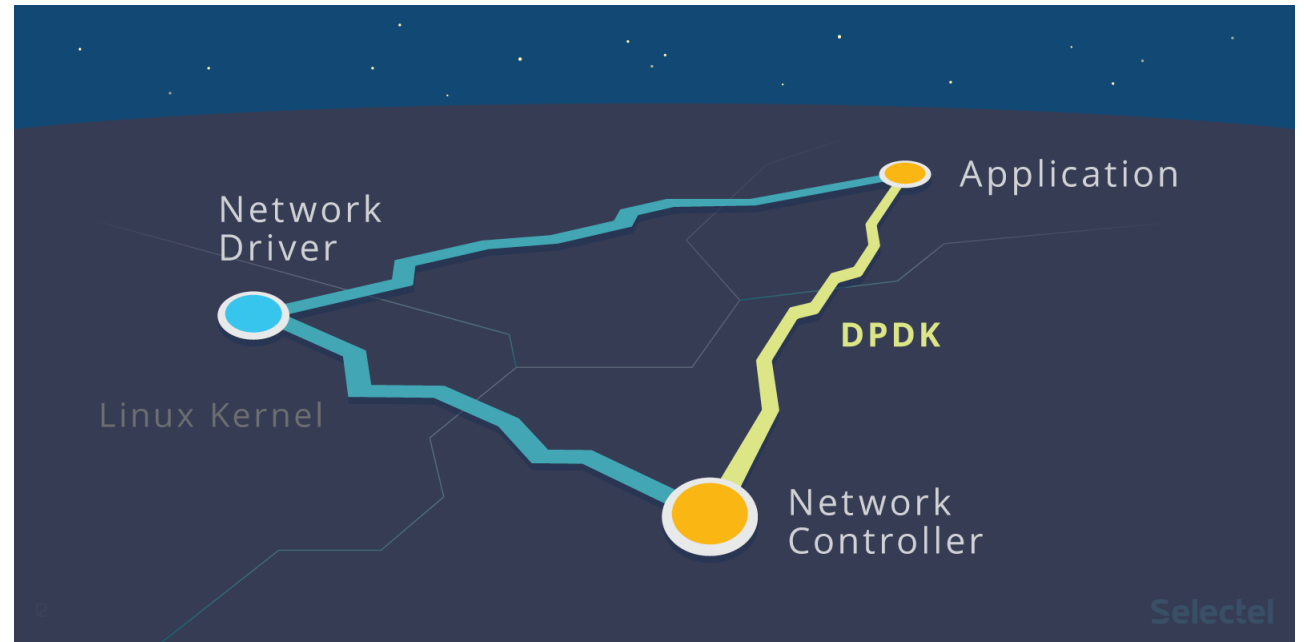 Application
Network
Driver
DPDK
Linux Kernel
Network
Controller
Selectel